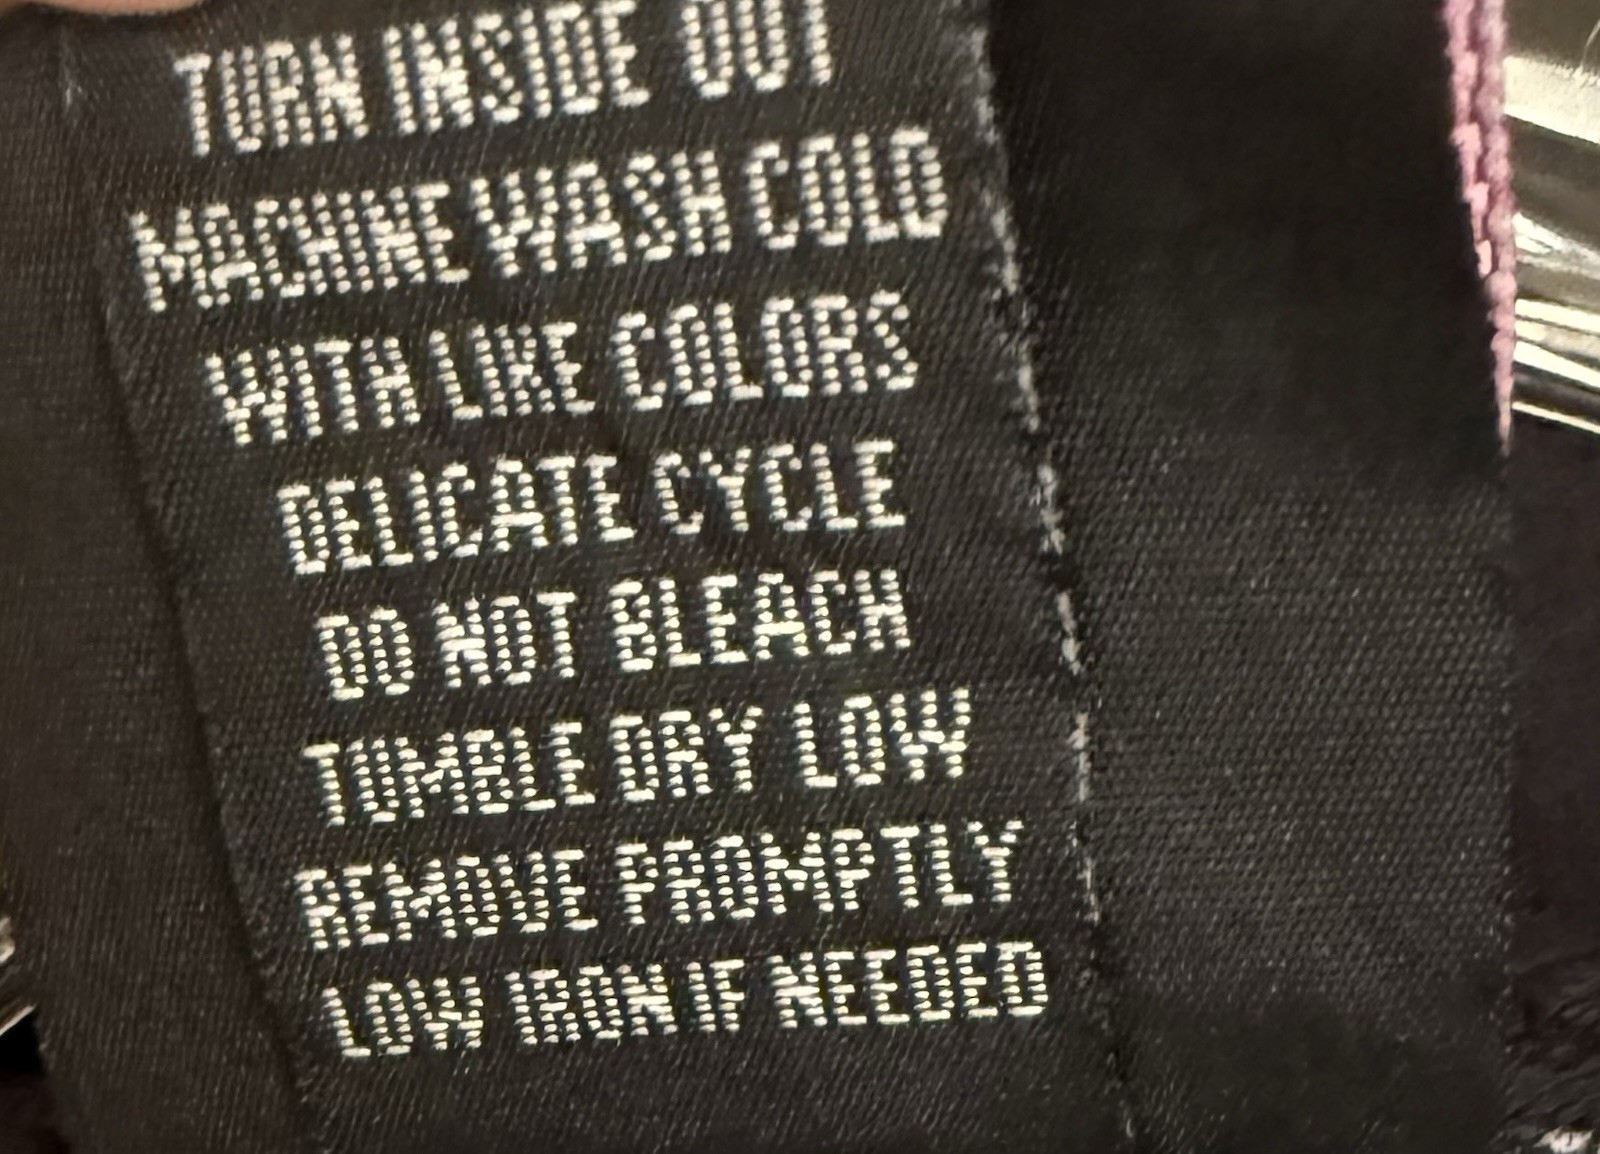 TURN INSIDE OUT
MACHINE WASH COLD
WITH LIKE COLORS
DELICATE CYCLE
DO NOT BLEACH
TUMBLE DRY LOW
REMOVE PROMPTLY
LOW IRON IF NEEDED